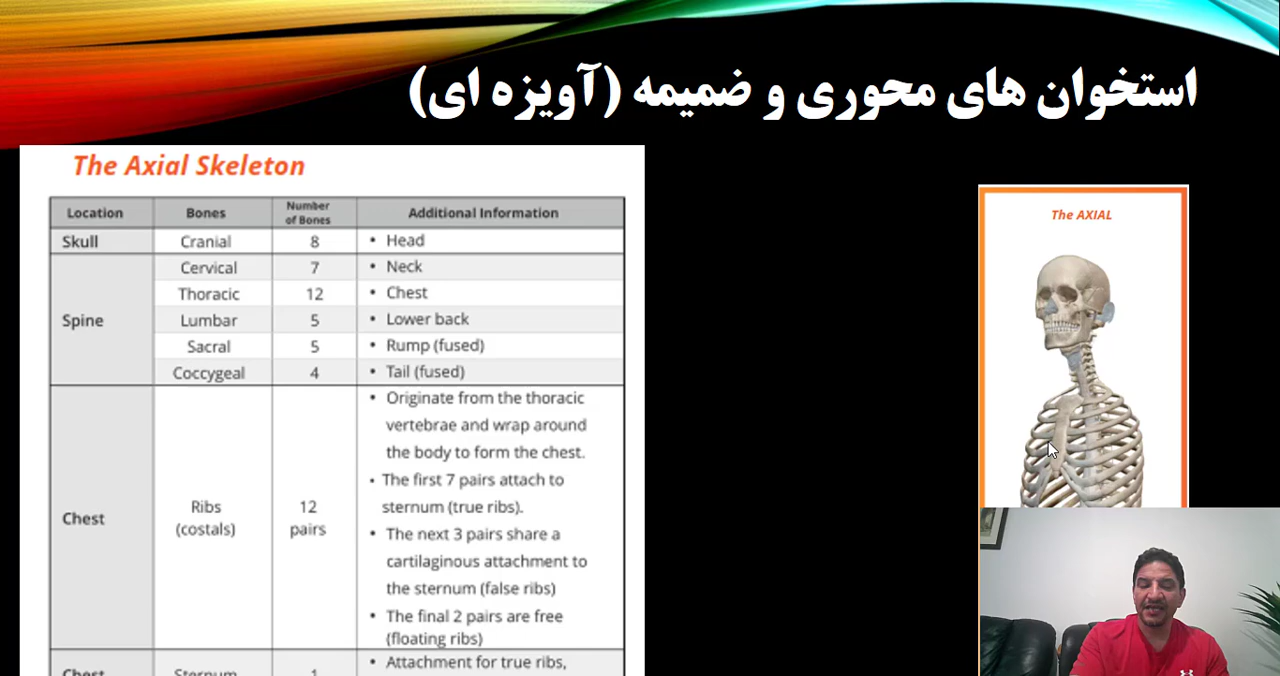 استخوان های محوری و ضمیمه (آویزه ای)
The Axial Skeleton
Location Bones Number of Bones Additional Information
Skull Cranial 8 • Head
Spine Cervical 7 • Neck
Thoracic 12 • Chest
Lumbar 5 • Lower back
Sacral 5 • Rump (fused)
Coccygeal 4 • Tail (fused)
Chest Ribs (costals) 12 pairs
• Originate from the thoracic
vertebrae and wrap around
the body to form the chest.
• The first 7 pairs attach to
sternum (true ribs).
• The next 3 pairs share a
cartilaginous attachment to
the sternum (false ribs)
• The final 2 pairs are free
(floating ribs)
Chest Sternum 1 • Attachment for true ribs,
The AXIAL